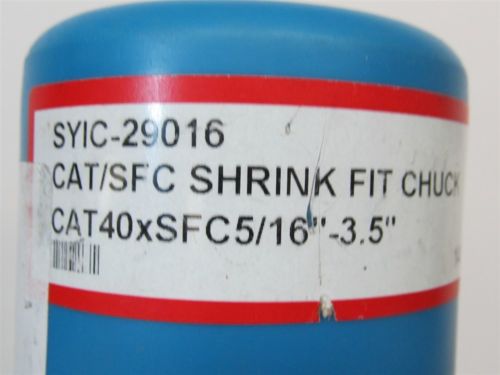 SYIC-29016
CAT/SFC SHRINK FIT CHUCK
CAT40xSFC5/16"-3.5"